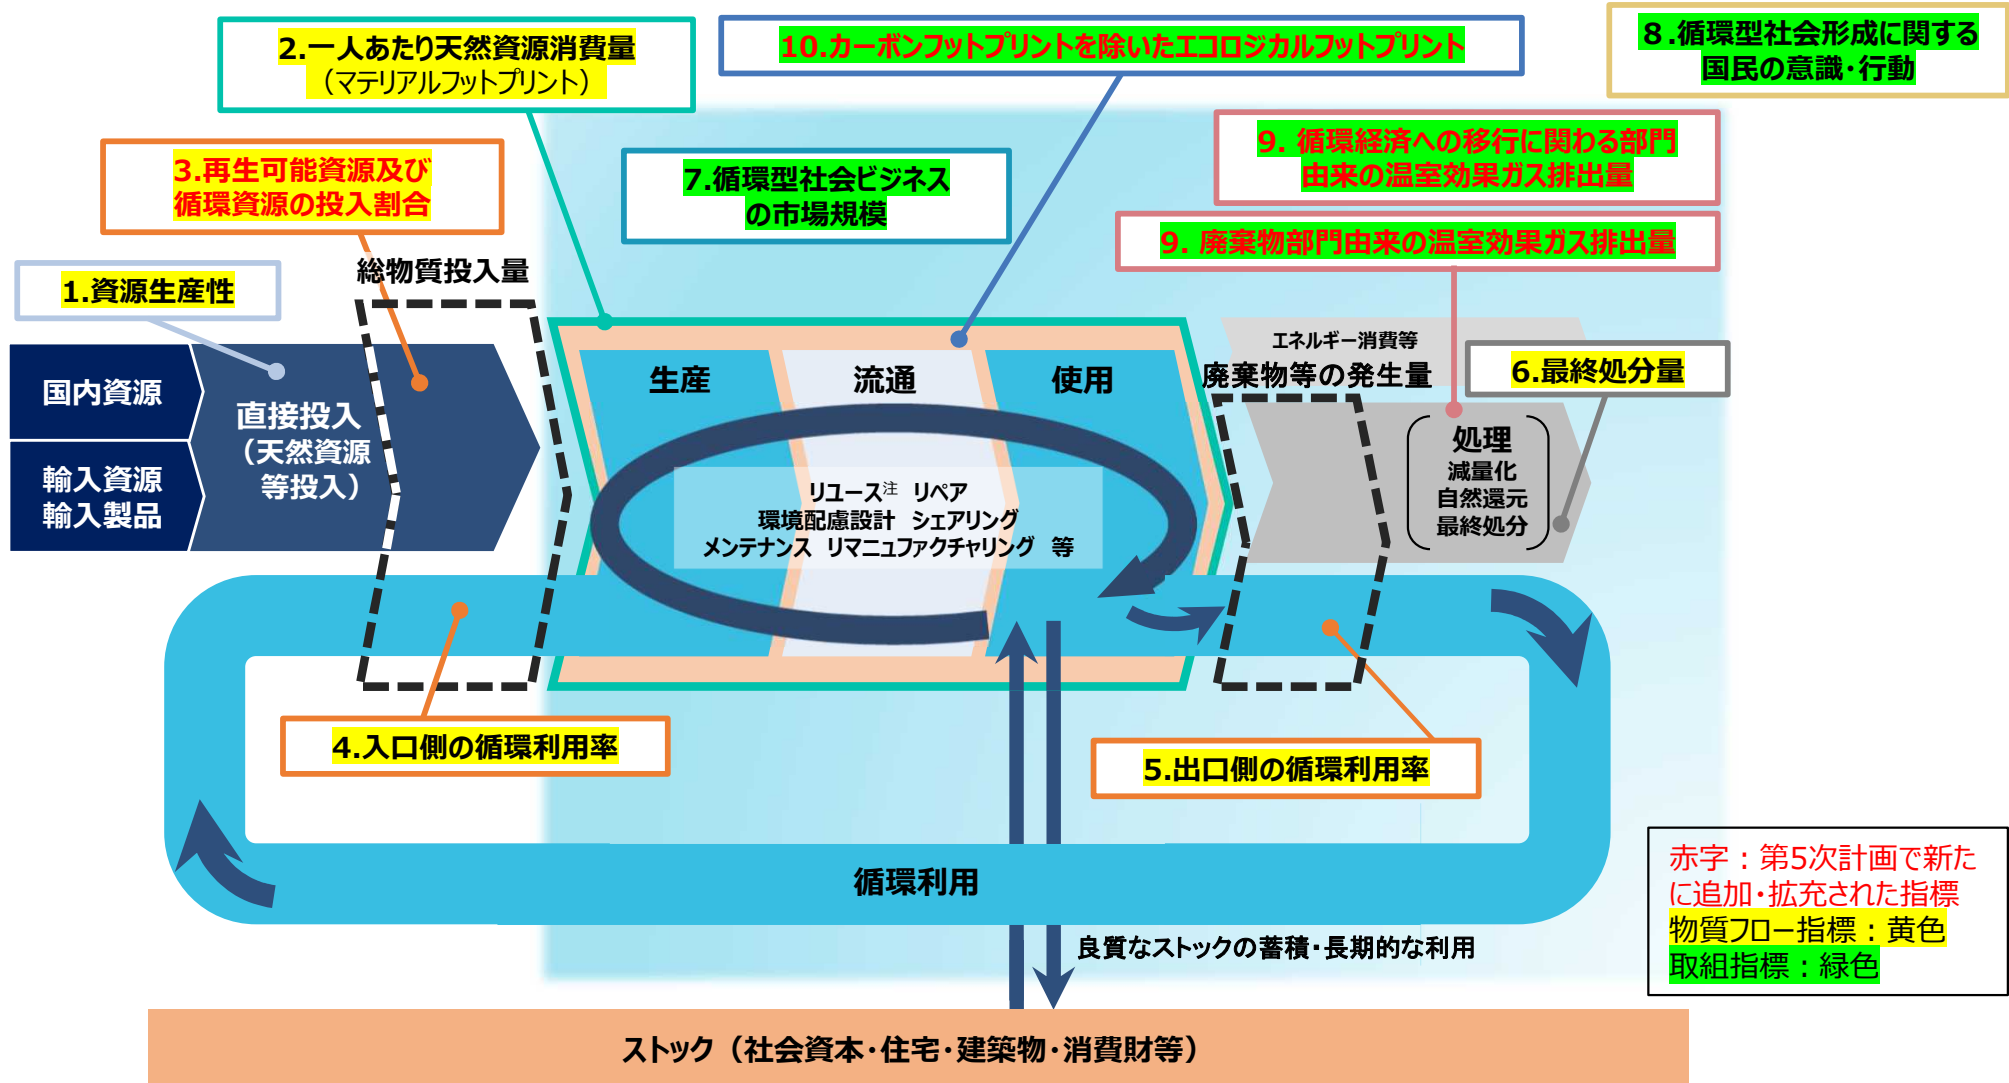 2.一人あたり天然資源消費量
（マテリアルフットプリント）
10.カーボンフットプリントを除いたエコロジカルフットプリント
８.循環型社会形成に関する
国民の意識・行動
3.再生可能資源及び
循環資源の投入割合
7.循環型社会ビジネス
の市場規模
9. 循環経済への移行に関わる部門
由来の温室効果ガス排出量
9. 廃棄物部門由来の温室効果ガス排出量
1.資源生産性
総物質投入量
国内資源
輸入資源
輸入製品
直接投入
（天然資源
等投入）
生産
流通
使用
リユース注 リペア
環境配慮設計 シェアリング
メンテナンス リマニュファクチャリング 等
エネルギー消費等
廃棄物等の発生量
6.最終処分量
処理
減量化
自然還元
最終処分
4.入口側の循環利用率
5.出口側の循環利用率
循環利用
良質なストックの蓄積・長期的な利用
ストック（社会資本・住宅・建築物・消費財等）
赤字：第5次計画で新た
に追加・拡充された指標
物質フロー指標：黄色
取組指標：緑色